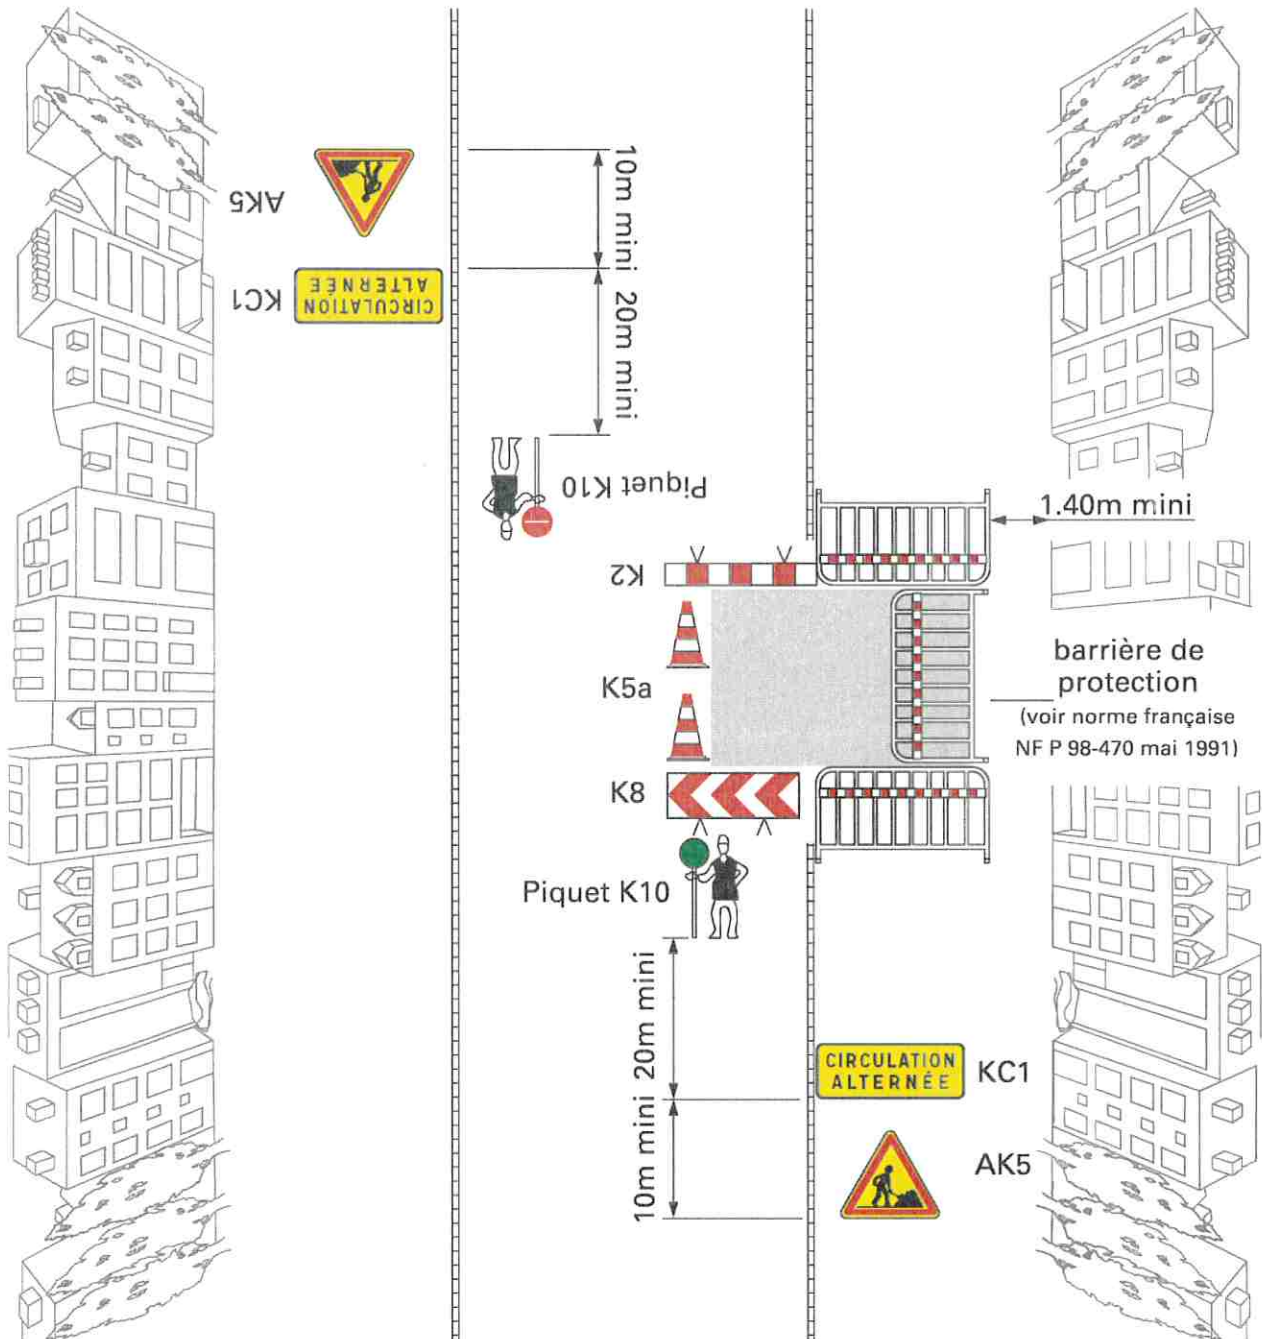 10m mini
AK5
CIRCULATION
ALTERNÉE
KC1
20m mini
Piquet K10
1.40m mini
K2
barrière de
protection
(voir norme française
NF P 98-470 mai 1991)
K5a
K8
Piquet K10
20m mini
CIRCULATION
ALTERNÉE
KC1
10m mini
AK5